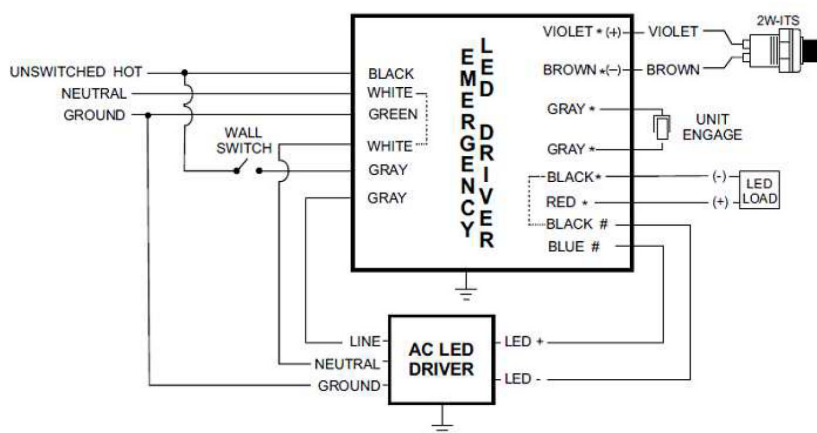 2W-ITS
VIOLET * (+) VIOLET
UNSWITCHED HOT
BLACK
BROWN *(−) BROWN
NEUTRAL
WHITE
GROUND
GREEN
GRAY *
UNIT
ENGAGE
WALL
SWITCH
WHITE
GRAY *
GRAY
BLACK * (-)
LED
LOAD
GRAY
RED * (+)
BLACK #
BLUE #
EMERGENCY
LED DRIVER
LINE
NEUTRAL
GROUND
AC LED
DRIVER
LED +
LED -